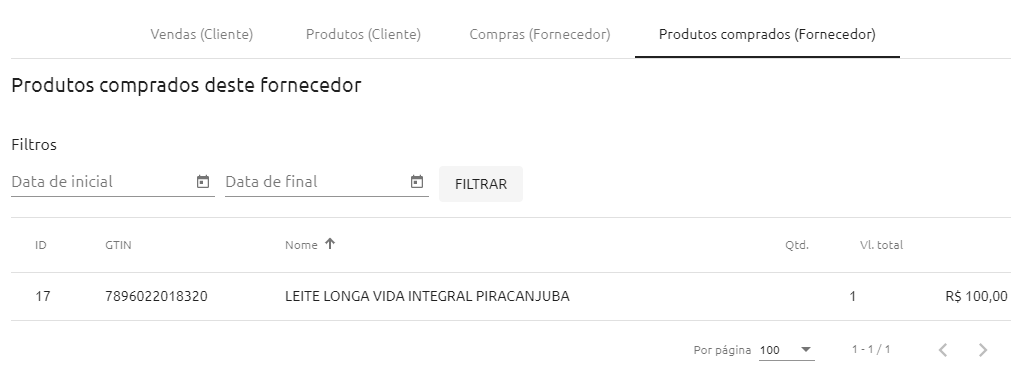 Vendas (Cliente) Produtos (Cliente) Compras (Fornecedor) Produtos comprados (Fornecedor)
Produtos comprados deste fornecedor
Filtros
Data de inicial Data de final FILTRAR
ID GTIN Nome Qtd. Vl. total
17 7896022018320 LEITE LONGA VIDA INTEGRAL PIRACANJUBA 1 R$ 100,00
Por página 100 1 - 1 / 1